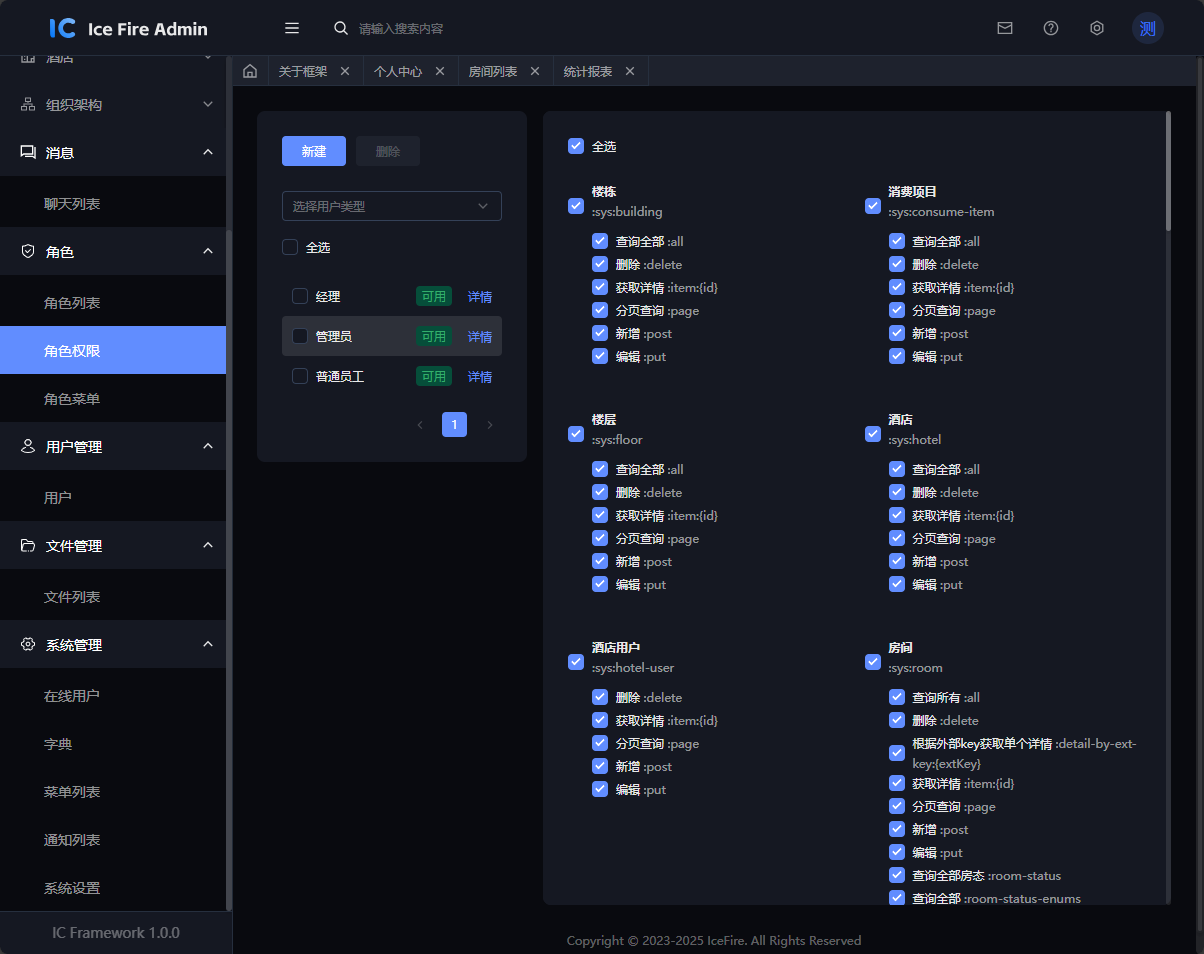 IC Ice Fire Admin
请输入搜索内容
测
酒店
组织架构
消息
聊天列表
角色
角色列表
角色权限
角色菜单
用户管理
用户
文件管理
文件列表
系统管理
在线用户
字典
菜单列表
通知列表
系统设置
IC Framework 1.0.0
关于框架
个人中心
房间列表
统计报表
新建
删除
选择用户类型
全选
经理 可用 详情
管理员 可用 详情
普通员工 可用 详情
1
全选
楼栋
:sys:building
查询全部 :all
删除 :delete
获取详情 :item:{id}
分页查询 :page
新增 :post
编辑 :put
消费项目
:sys:consume-item
查询全部 :all
删除 :delete
获取详情 :item:{id}
分页查询 :page
新增 :post
编辑 :put
楼层
:sys:floor
查询全部 :all
删除 :delete
获取详情 :item:{id}
分页查询 :page
新增 :post
编辑 :put
酒店
:sys:hotel
查询全部 :all
删除 :delete
获取详情 :item:{id}
分页查询 :page
新增 :post
编辑 :put
酒店用户
:sys:hotel-user
删除 :delete
获取详情 :item:{id}
分页查询 :page
新增 :post
编辑 :put
房间
:sys:room
查询所有 :all
删除 :delete
根据外部key获取单个详情 :detail-by-ext-
key:{extKey}
获取详情 :item:{id}
分页查询 :page
新增 :post
编辑 :put
查询全部房态 :room-status
查询全部 :room-status-enums
Copyright © 2023-2025 IceFire. All Rights Reserved